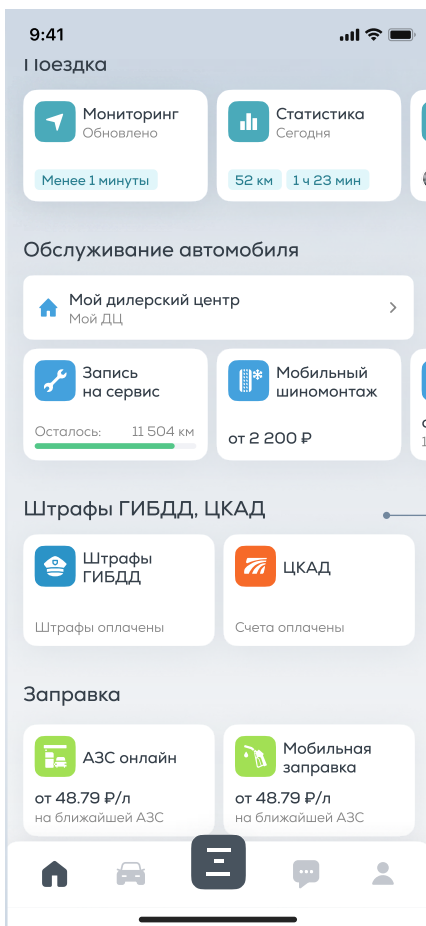 9:41
Поездка
Мониторинг
Обновлено
Менее 1 минуты
Статистика
Сегодня
52 км
1 ч 23 мин
Обслуживание автомобиля
Мой дилерский центр
Мой ДЦ
Запись
на сервис
Осталось:
11 504 км
Мобильный
шиномонтаж
от 2 200 ₽
Штрафы ГИБДД, ЦКАД
Штрафы
ГИБДД
Штрафы оплачены
ЦКАД
Счета оплачены
Заправка
АЗС онлайн
от 48.79 ₽/л
на ближайшей АЗС
Мобильная
заправка
от 48.79 ₽/л
на ближайшей АЗС